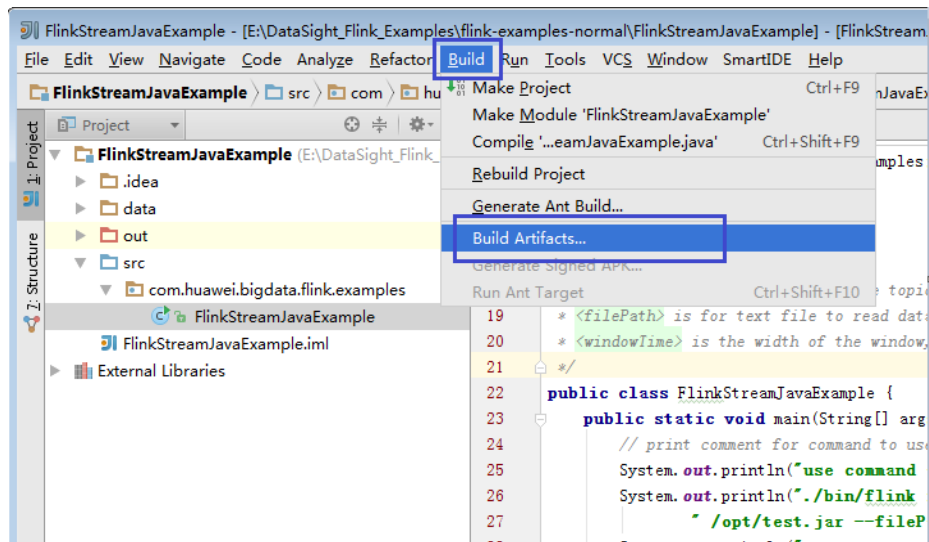 FlinkStreamJavaExample - [E:\DataSight_Flink_Examples\flink-examples-normal\FlinkStreamJavaExample] - [FlinkStream
File Edit View Navigate Code Analyze Refactor Build Run Tools VCS Window SmartIDE Help
FlinkStreamJavaExample src com hu
nJavaEx
Make Project Ctrl+F9
Make Module 'FlinkStreamJavaExample'
Compile '...eamJavaExample.java' Ctrl+Shift+F9
Rebuild Project
Generate Ant Build...
Build Artifacts...
Generate Signed APK...
Run Ant Target Ctrl+Shift+F10
1: Project
7: Structure
Project
FlinkStreamJavaExample (E:\DataSight_Flink_
.idea
data
out
src
com.huawei.bigdata.flink.examples
FlinkStreamJavaExample
FlinkStreamJavaExample.iml
External Libraries
mples
topi
19 * <filePath> is for text file to read data
20 * <windowTime> is the width of the window,
21 */
22 public class FlinkStreamJavaExample {
23 public static void main(String[] arg
24 // print comment for command to use
25 System.out.println("use command
26 System.out.println("./bin/flink
27 " /opt/test.jar --fileP